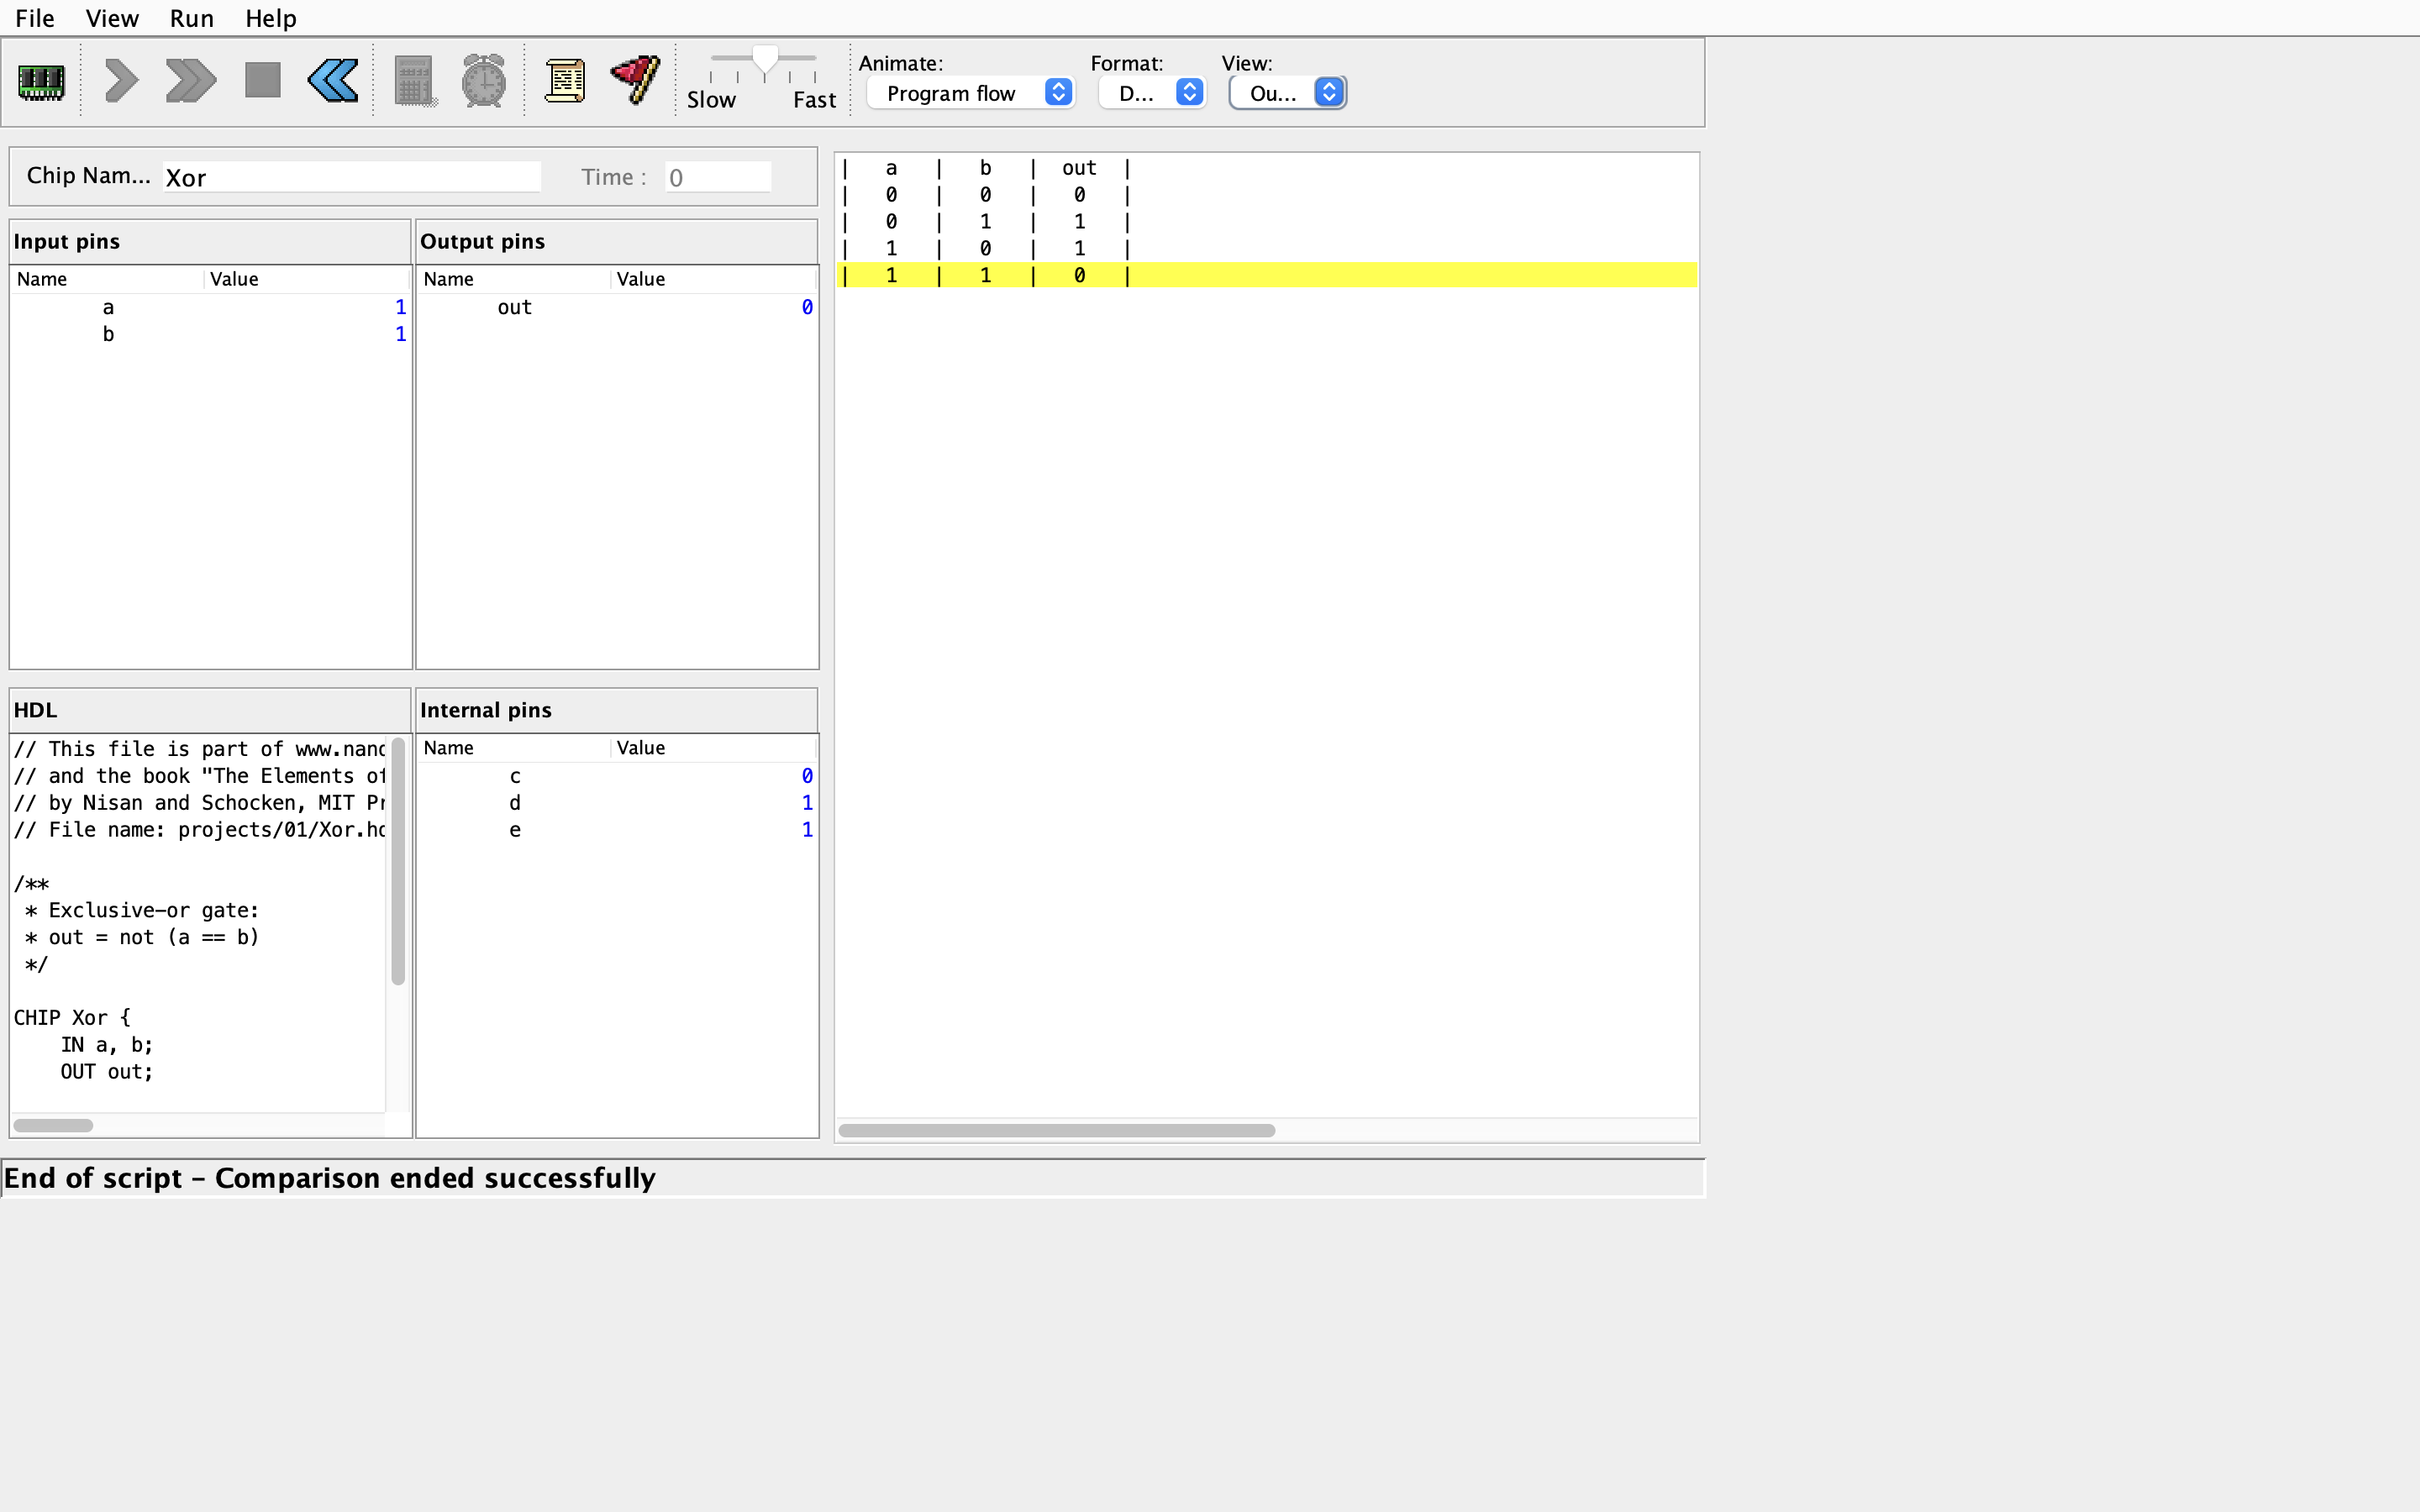 File View Run Help
Slow Fast
Animate: Format: View:
Program flow D... Ou...
Chip Nam... Xor Time : 0
Input pins
Name Value
a 1
b 1
Output pins
Name Value
out 0
HDL
// This file is part of www.nand
// and the book "The Elements of
// by Nisan and Schocken, MIT Pr
// File name: projects/01/Xor.hd
/**
* Exclusive-or gate:
* out = not (a == b)
*/
CHIP Xor {
IN a, b;
OUT out;
Internal pins
Name Value
c 0
d 1
e 1
| a | b | out |
| 0 | 0 | 0 |
| 0 | 1 | 1 |
| 1 | 0 | 1 |
| 1 | 1 | 0 |
End of script - Comparison ended successfully